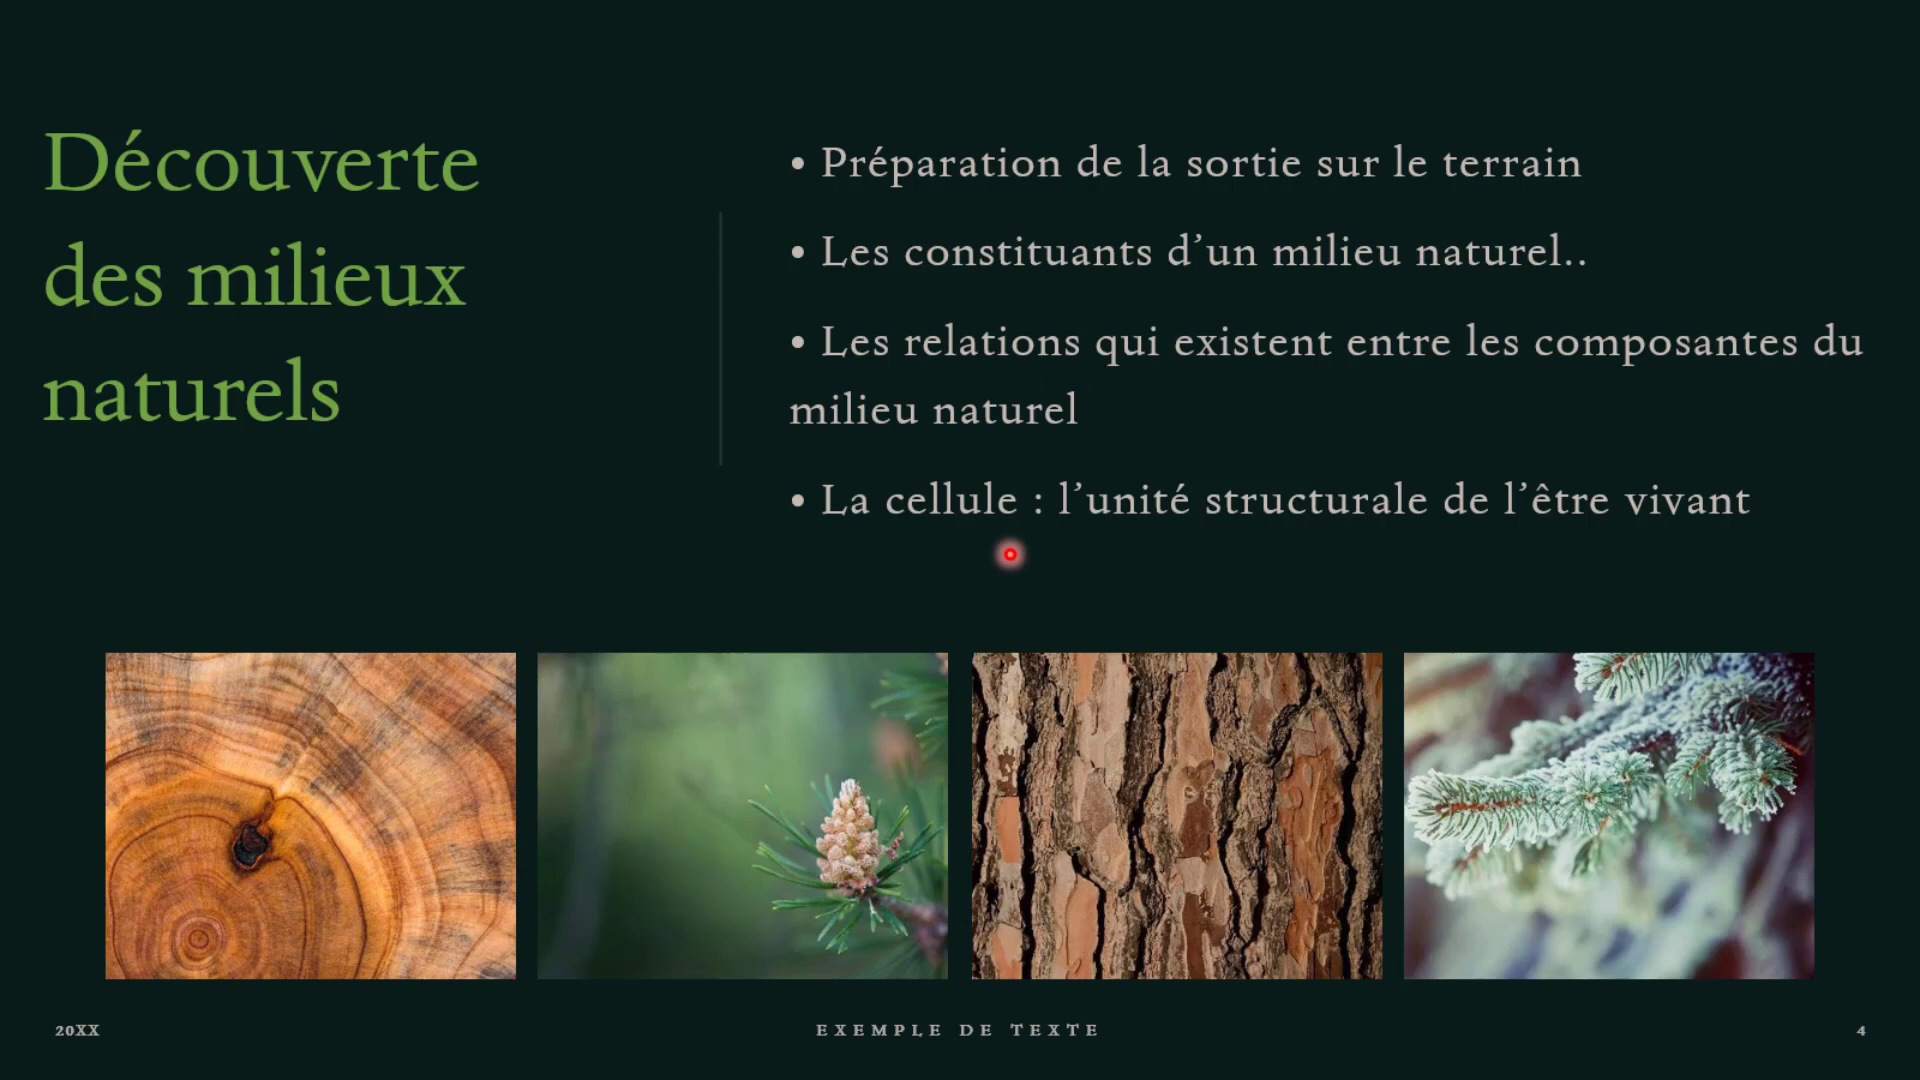 Découverte
des milieux
naturels
• Préparation de la sortie sur le terrain
• Les constituants d’un milieu naturel..
• Les relations qui existent entre les composantes du
milieu naturel
• La cellule : l’unité structurale de l’être vivant
20XX
EXEMPLE DE TEXTE
4